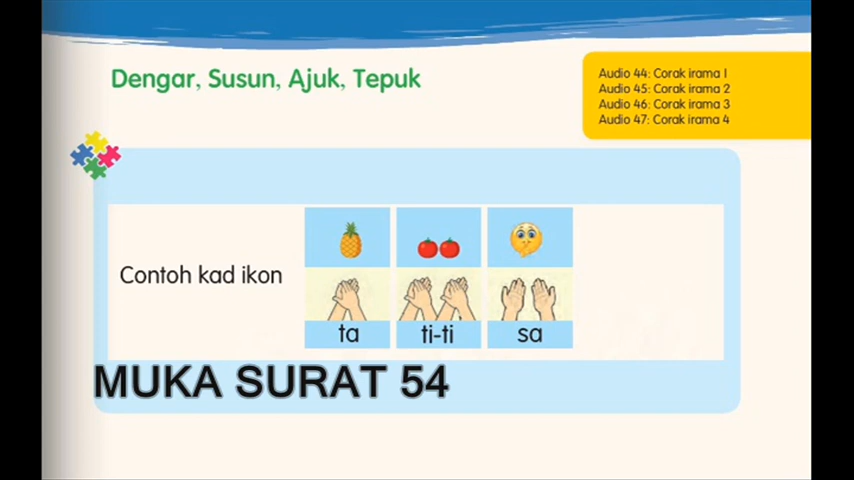 Dengar, Susun, Ajuk, Tepuk
Audio 44: Corak irama 1
Audio 45: Corak irama 2
Audio 46: Corak irama 3
Audio 47: Corak irama 4
Contoh kad ikon
ta
ti-ti
sa
MUKA SURAT 54